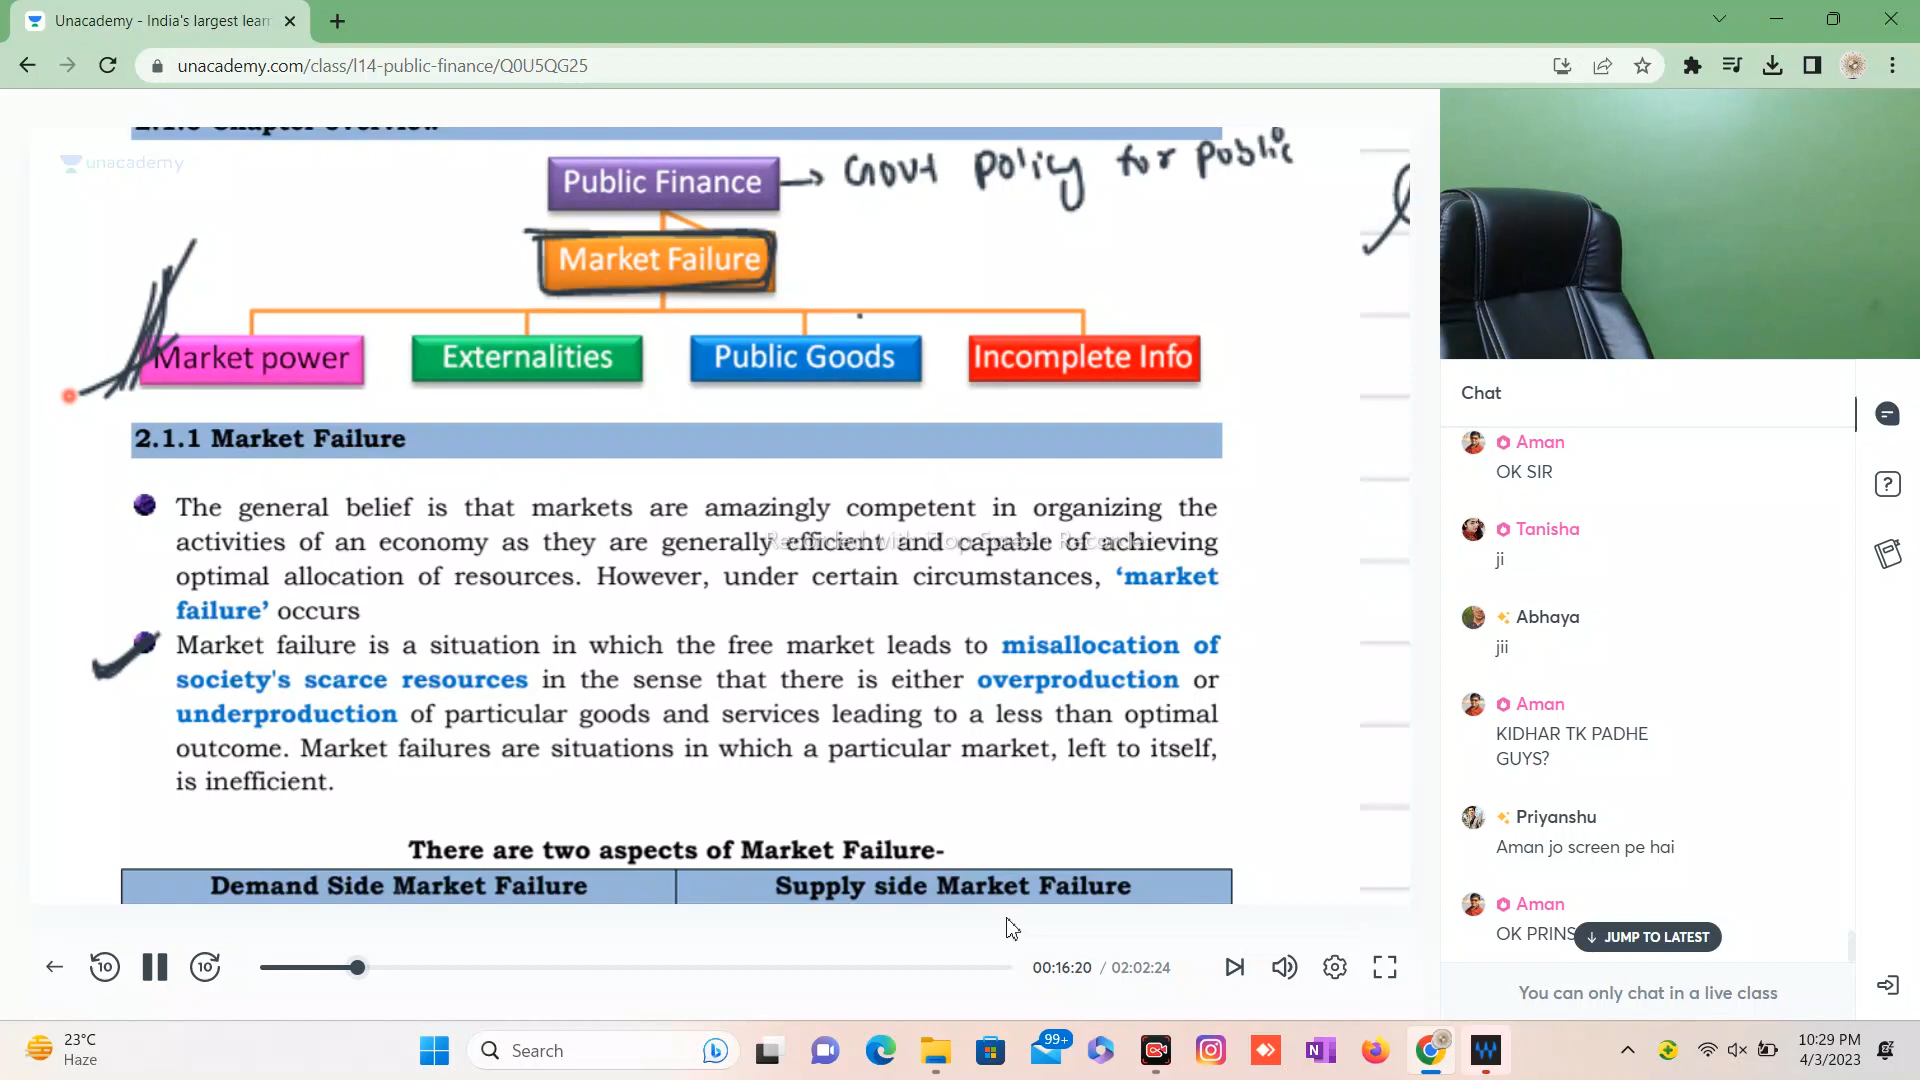 Unacademy - India's largest lear
unacademy.com/class/l14-public-finance/Q0U5QG25
2.1.0 Chapter Overview
unacademy
Public Finance
Govt policy for public
Market Failure
Market power
Externalities
Public Goods
Incomplete Info
2.1.1 Market Failure
The general belief is that markets are amazingly competent in organizing the
activities of an economy as they are generally efficient and capable of achieving
optimal allocation of resources. However, under certain circumstances, ‘market
failure’ occurs
Market failure is a situation in which the free market leads to misallocation of
society's scarce resources in the sense that there is either overproduction or
underproduction of particular goods and services leading to a less than optimal
outcome. Market failures are situations in which a particular market, left to itself,
is inefficient.
There are two aspects of Market Failure-
Demand Side Market Failure
Supply side Market Failure
10
10
00:16:20 / 02:02:24
Chat
Aman
OK SIR
Tanisha
ji
Abhaya
jii
Aman
KIDHAR TK PADHE
GUYS?
Priyanshu
Aman jo screen pe hai
Aman
OK PRINS
JUMP TO LATEST
You can only chat in a live class
23°C
Haze
Search
99+
10:29 PM
4/3/2023